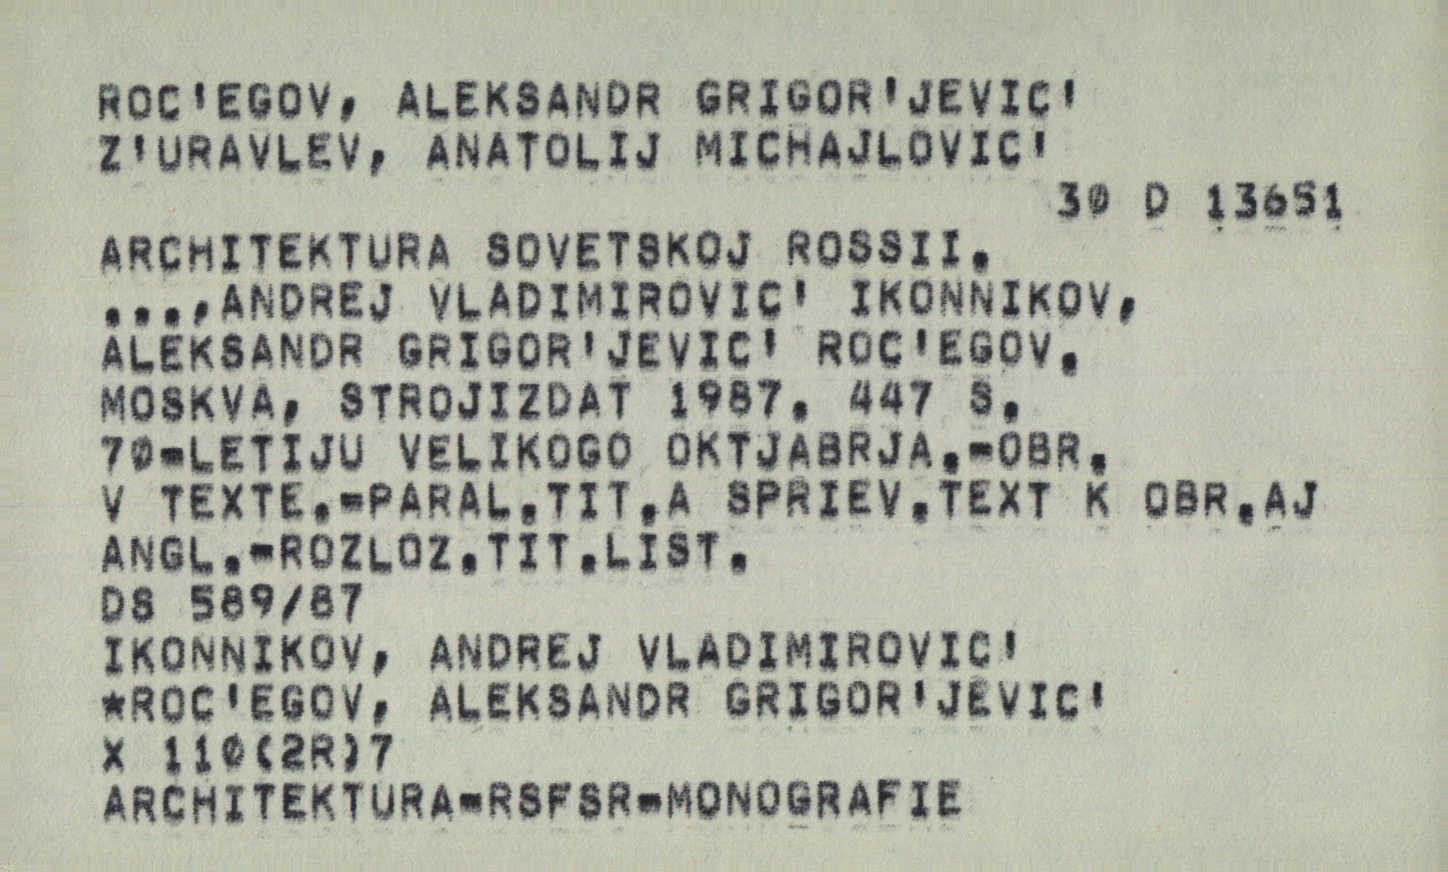 ROC'EGOV, ALEKSANDR GRIGOR'JEVIC'
Z'URAVLEV, ANATOLIJ MICHAJLOVIC'
30 D 13651
ARCHITEKTURA SOVETSKOJ ROSSII.
...,ANDREJ VLADIMIROVIC' IKONNIKOV,
ALEKSANDR GRIGOR'JEVIC' ROC'EGOV.
MOSKVA, STROJIZDAT 1987. 447 S.
70-LETIJU VELIKOGO OKTJABRJA.-OBR.
V TEXTE.-PARAL.TIT.A SPRIEV.TEXT K OBR.AJ
ANGL.-ROZLOZ.TIT.LIST.
DS 589/87
IKONNIKOV, ANDREJ VLADIMIROVIC'
*ROC'EGOV, ALEKSANDR GRIGOR'JEVIC'
X 110(2R)7
ARCHITEKTURA-RSFSR-MONOGRAFIE